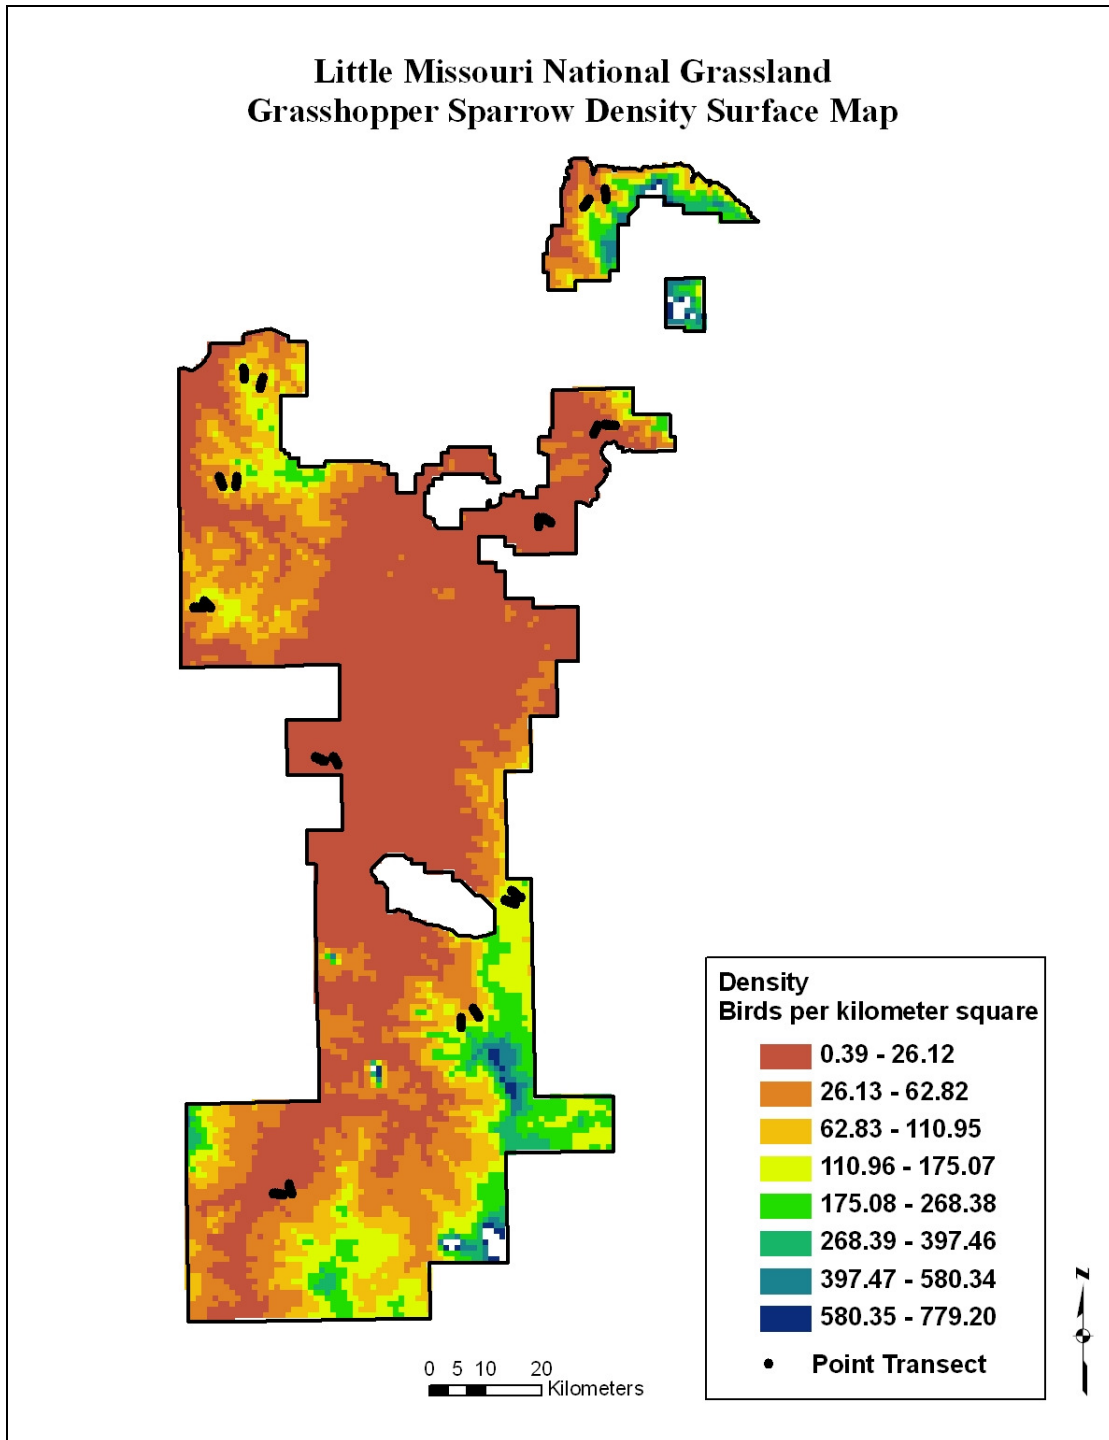 Little Missouri National Grassland
Grasshopper Sparrow Density Surface Map
Density
Birds per kilometer square
0.39 - 26.12
26.13 - 62.82
62.83 - 110.95
110.96 - 175.07
175.08 - 268.38
268.39 - 397.46
397.47 - 580.34
580.35 - 779.20
Point Transect
N
0 5 10 20
Kilometers